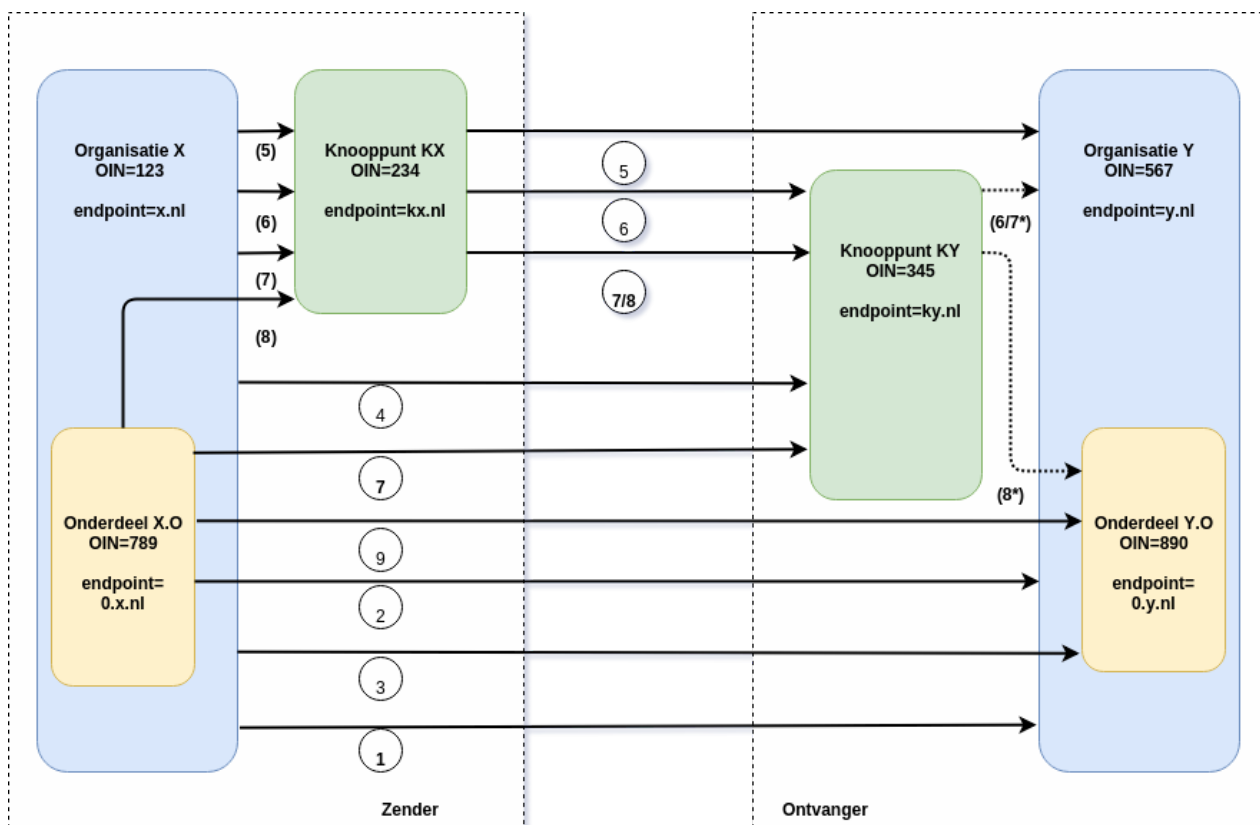 Organisatie X
OIN=123
endpoint=x.nl
(5)
(6)
(7)
(8)
Knooppunt KX
OIN=234
endpoint=kx.nl
5
6
7/8
Knooppunt KY
OIN=345
endpoint=ky.nl
(6/7*)
(8*)
Organisatie Y
OIN=567
endpoint=y.nl
4
7
9
2
3
1
Onderdeel X.O
OIN=789
endpoint=
0.x.nl
Onderdeel Y.O
OIN=890
endpoint=
0.y.nl
Zender
Ontvanger